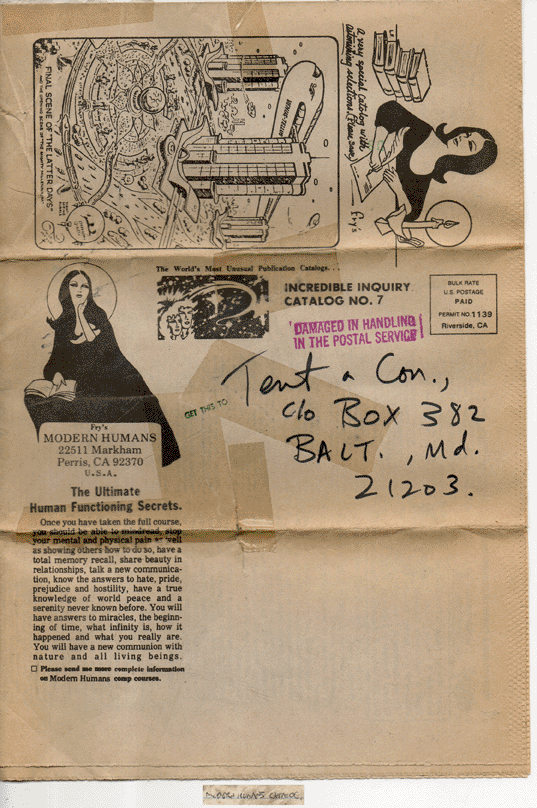 A very special catalog with
astonishing selections (Please save)
Fry's
"FINAL SCENE OF THE LATTER DAYS"
The World's Most Unusual Publication Catalogs. . .
INCREDIBLE INQUIRY
CATALOG NO. 7
BULK RATE
U.S. POSTAGE
PAID
PERMIT NO. 1139
Riverside, CA
DAMAGED IN HANDLING
IN THE POSTAL SERVICE
GET THIS TO
Tent a Con.,
c/o BOX 382
BALT., Md.
21203.
Fry's
MODERN HUMANS
22511 Markham
Perris, CA 92370
U.S.A.
The Ultimate
Human Functioning Secrets.
Once you have taken the full course,
you should be able to mindread, stop
your mental and physical pain as well
as showing others how to do so, have a
total memory recall, share beauty in
relationships, talk a new communica-
tion, know the answers to hate, pride,
prejudice and hostility, have a true
knowledge of world peace and a
serenity never known before. You will
have answers to miracles, the beginn-
ing of time, what infinity is, how it
happened and what you really are.
You will have a new communion with
nature and all living beings.
☐ Please send me more complete information
on Modern Humans comp courses.